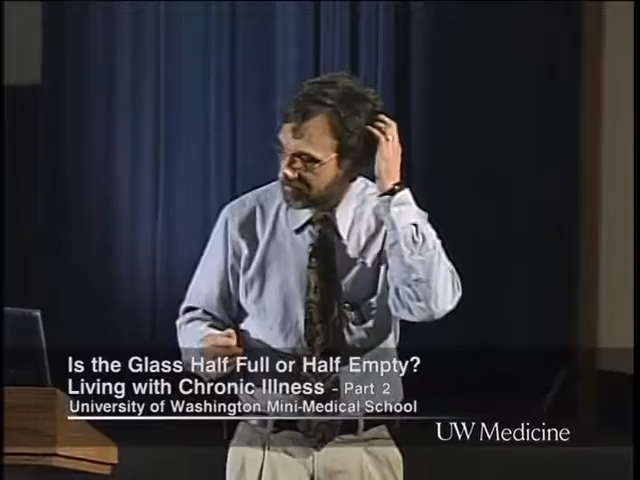 Is the Glass Half Full or Half Empty?
Living with Chronic Illness - Part 2
University of Washington Mini-Medical School
UW Medicine